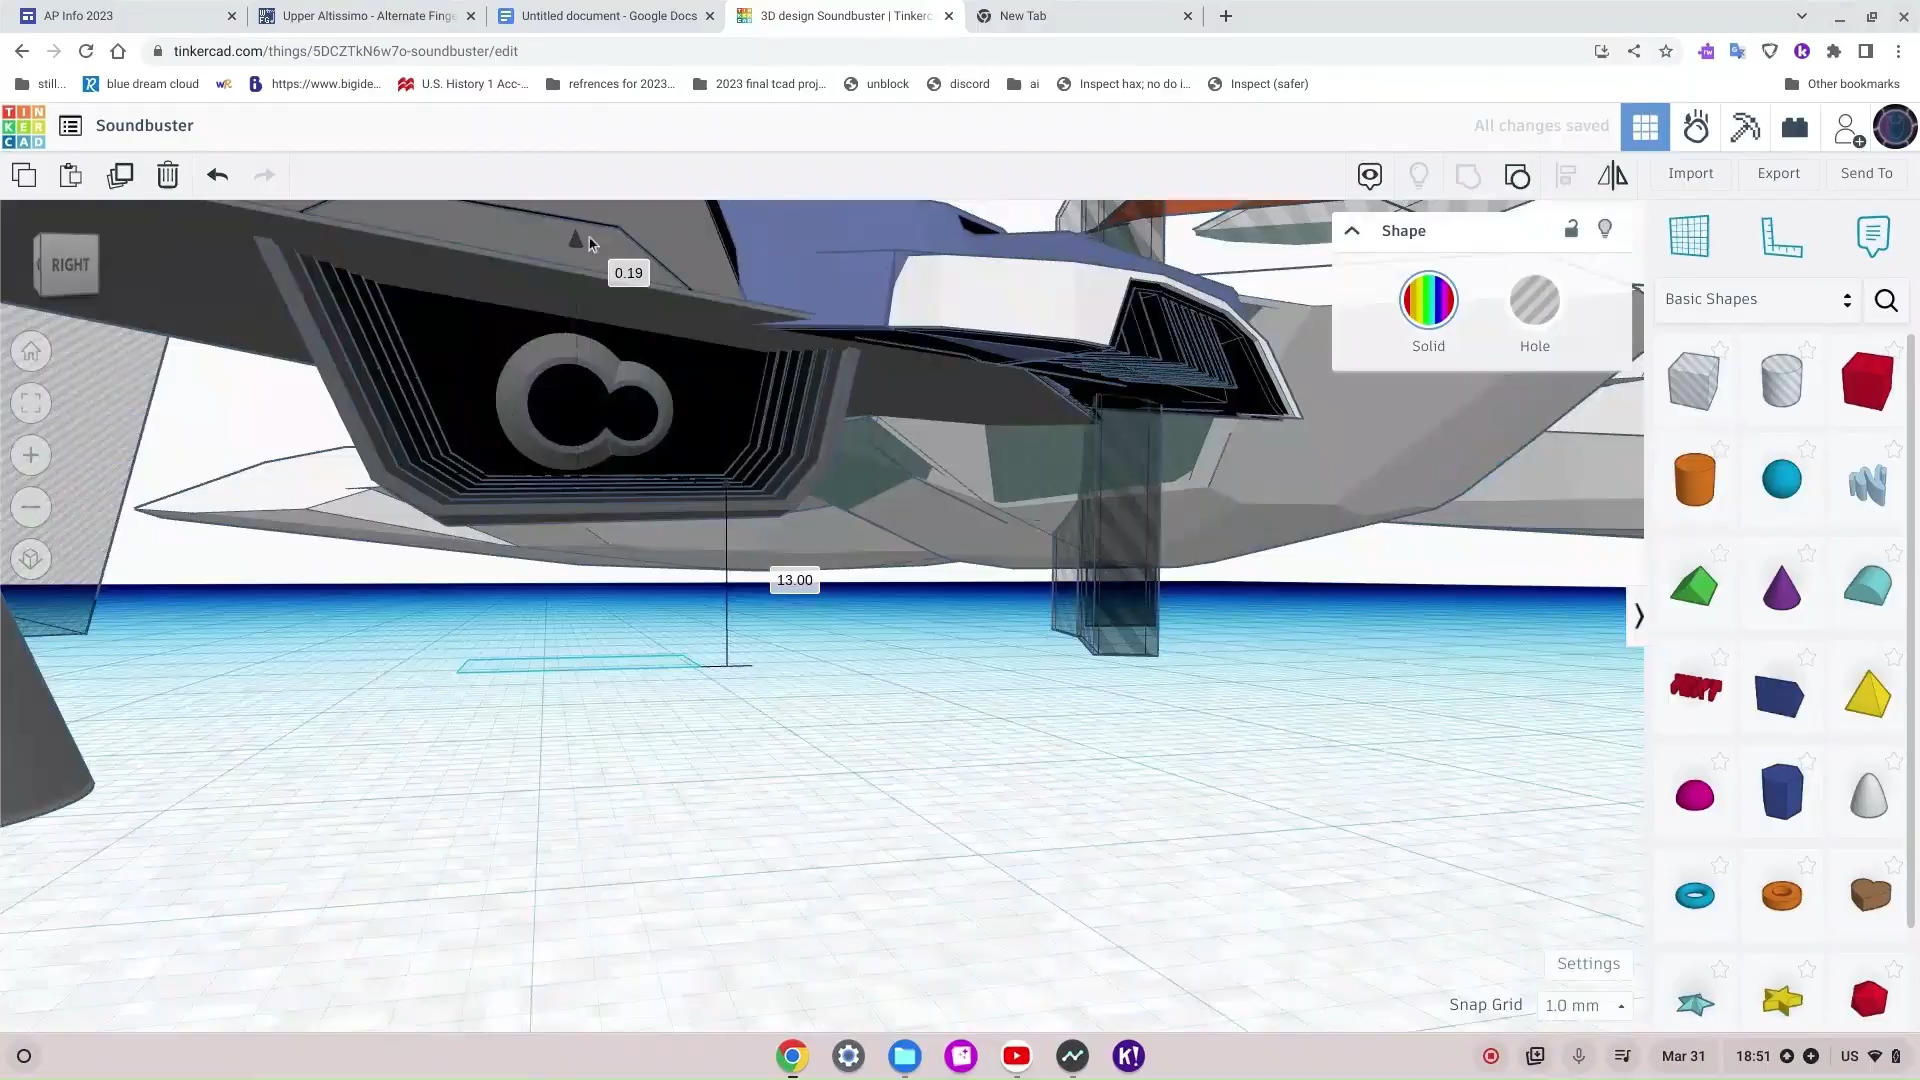 AP Info 2023
Upper Altissimo - Alternate Finge
Untitled document - Google Docs
3D design Soundbuster | Tinkerc
New Tab
tinkercad.com/things/5DCZTkN6w7o-soundbuster/edit
still...
blue dream cloud
wR
https://www.bigide...
U.S. History 1 Acc-...
refrences for 2023...
2023 final tcad proj...
unblock
discord
ai
Inspect hax; no do i...
Inspect (safer)
Other bookmarks
TIN
KER
CAD
Soundbuster
All changes saved
Import
Export
Send To
RIGHT
0.19
13.00
Shape
Solid
Hole
Basic Shapes
Settings
Snap Grid
1.0 mm
K!
Mar 31
18:51
US